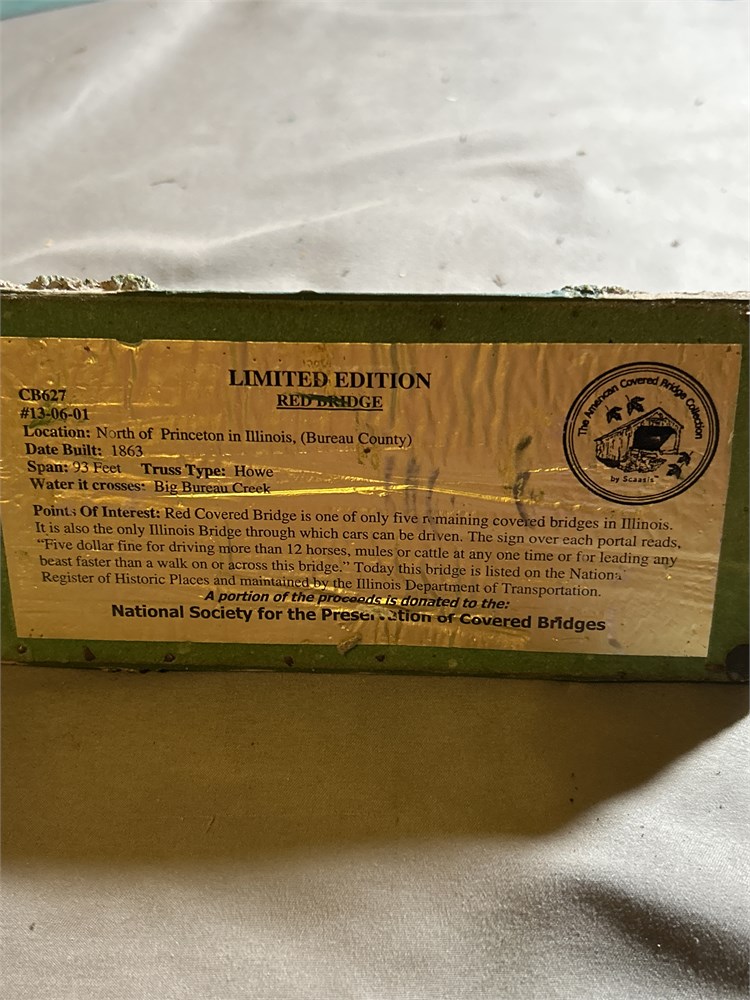 LIMITED EDITION
RED BRIDGE
CB627
#13-06-01
Location: North of Princeton in Illinois, (Bureau County)
Date Built: 1863
Span: 93 Feet Truss Type: Howe
Water it crosses: Big Bureau Creek
Points Of Interest: Red Covered Bridge is one of only five remaining covered bridges in Illinois.
It is also the only Illinois Bridge through which cars can be driven. The sign over each portal reads,
“Five dollar fine for driving more than 12 horses, mules or cattle at any one time or for leading any
beast faster than a walk on or across this bridge.” Today this bridge is listed on the National
Register of Historic Places and maintained by the Illinois Department of Transportation.
A portion of the proceeds is donated to the:
National Society for the Preservation of Covered Bridges
The American Covered Bridge Collection
by Scaasis™